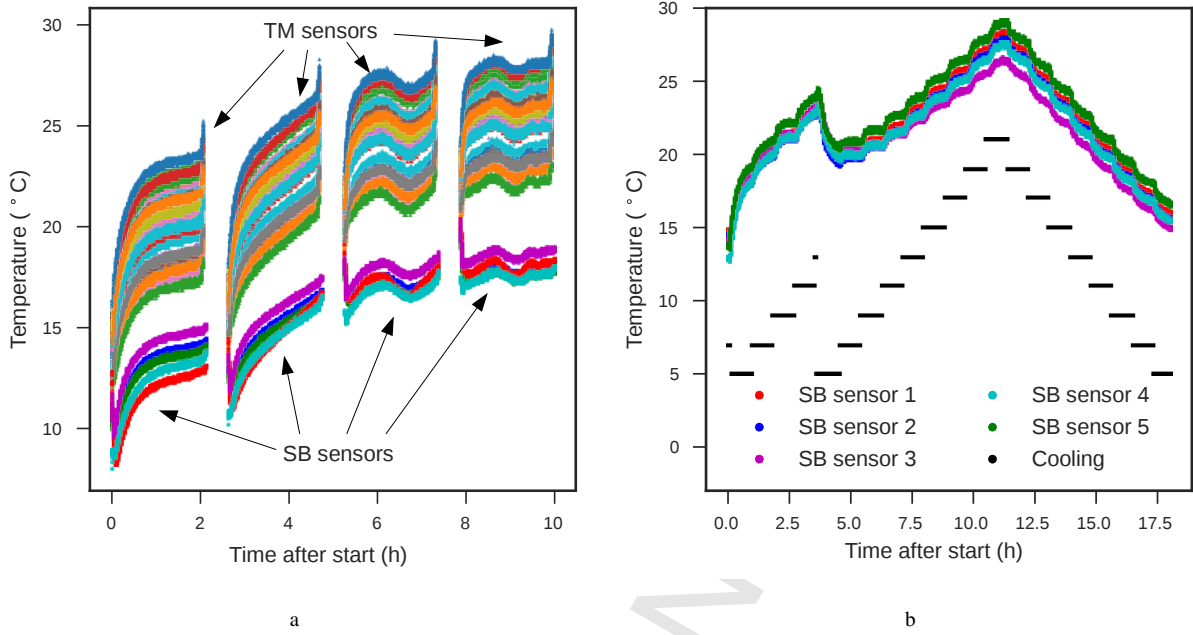 TM sensors
SB sensors
Temperature ( ° C)
30
25
20
15
10
0
2
4
6
8
10
Time after start (h)
a
Temperature ( ° C)
30
25
20
15
10
5
0
SB sensor 1
SB sensor 2
SB sensor 3
SB sensor 4
SB sensor 5
Cooling
0.0
2.5
5.0
7.5
10.0
12.5
15.0
17.5
Time after start (h)
b